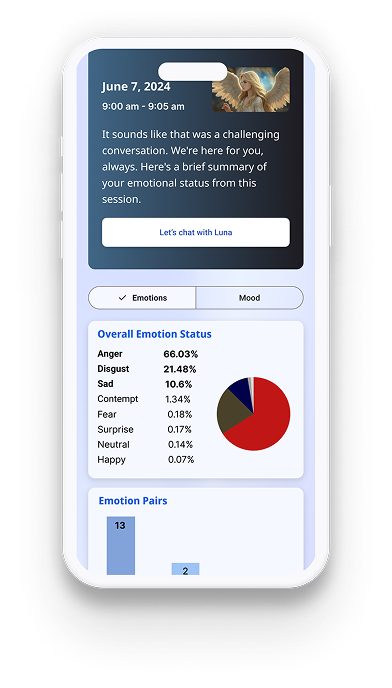 June 7, 2024
9:00 am - 9:05 am
It sounds like that was a challenging
conversation. We're here for you,
always. Here's a brief summary of
your emotional status from this
session.
Let's chat with Luna
Emotions
Mood
Overall Emotion Status
Anger 66.03%
Disgust 21.48%
Sad 10.6%
Contempt 1.34%
Fear 0.18%
Surprise 0.17%
Neutral 0.14%
Happy 0.07%
Emotion Pairs
13
2